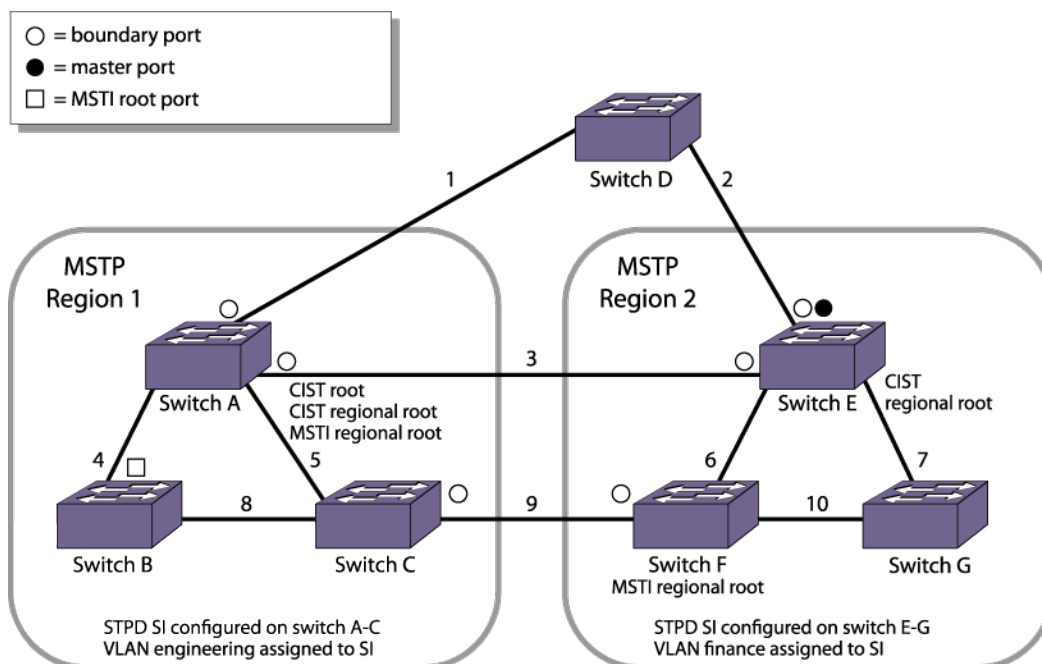 = boundary port
= master port
= MSTI root port
Switch D
1
2
MSTP
Region 1
MSTP
Region 2
3
Switch A
CIST root
CIST regional root
MSTI regional root
Switch E
CIST
regional root
4
5
6
7
8
9
10
Switch B
Switch C
Switch F
MSTI regional root
Switch G
STPD SI configured on switch A-C
VLAN engineering assigned to SI
STPD SI configured on switch E-G
VLAN finance assigned to SI